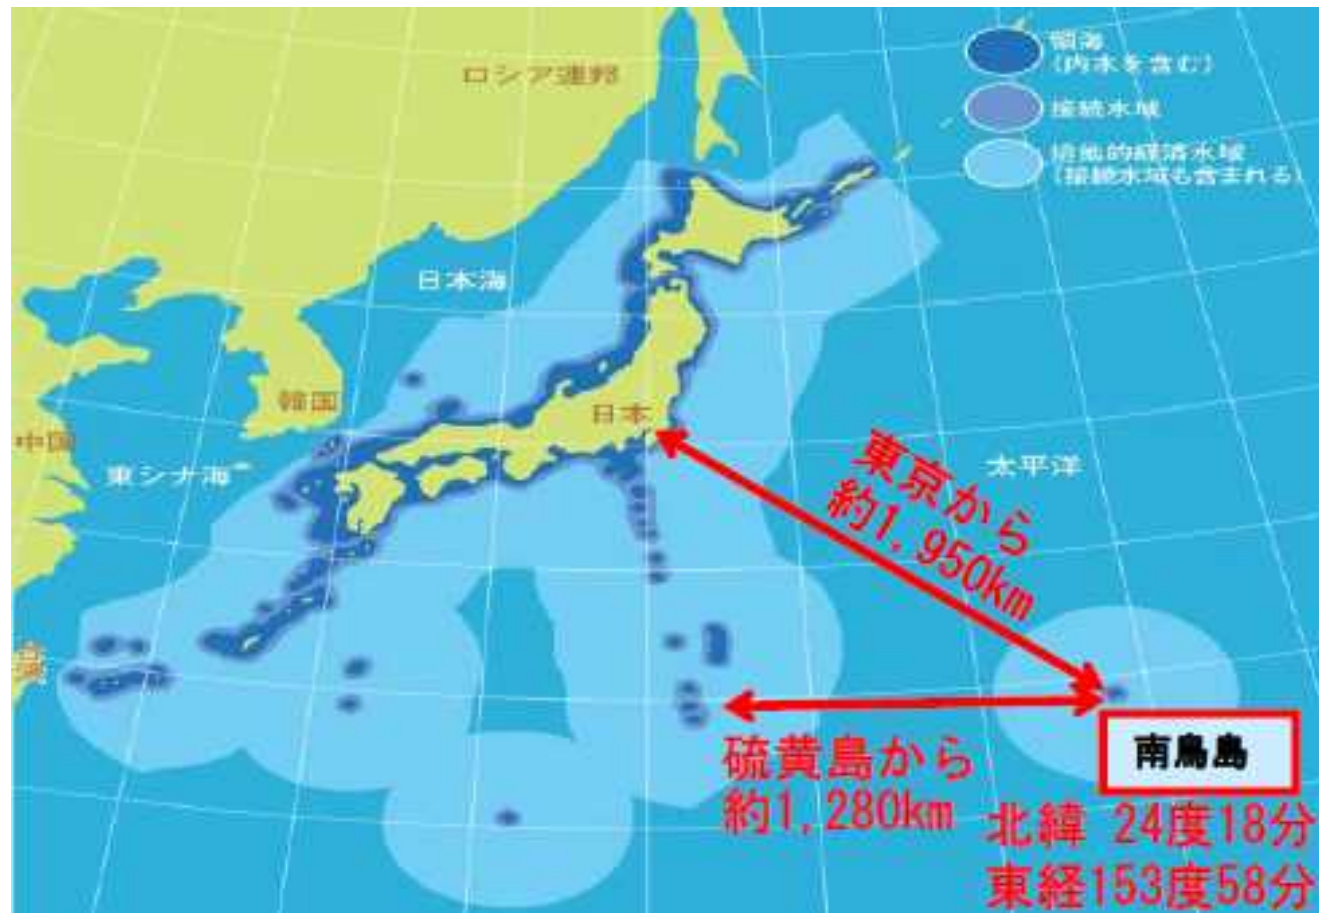 領海
(内水を含む)
接続水域
排他的経済水域
(接続水域も含まれる)
ロシア連邦
日本海
韓国
日本
中国
東シナ海
太平洋
台湾
東京から
約1,950km
硫黄島から
約1,280km
南鳥島
北緯 24度18分
東経153度58分